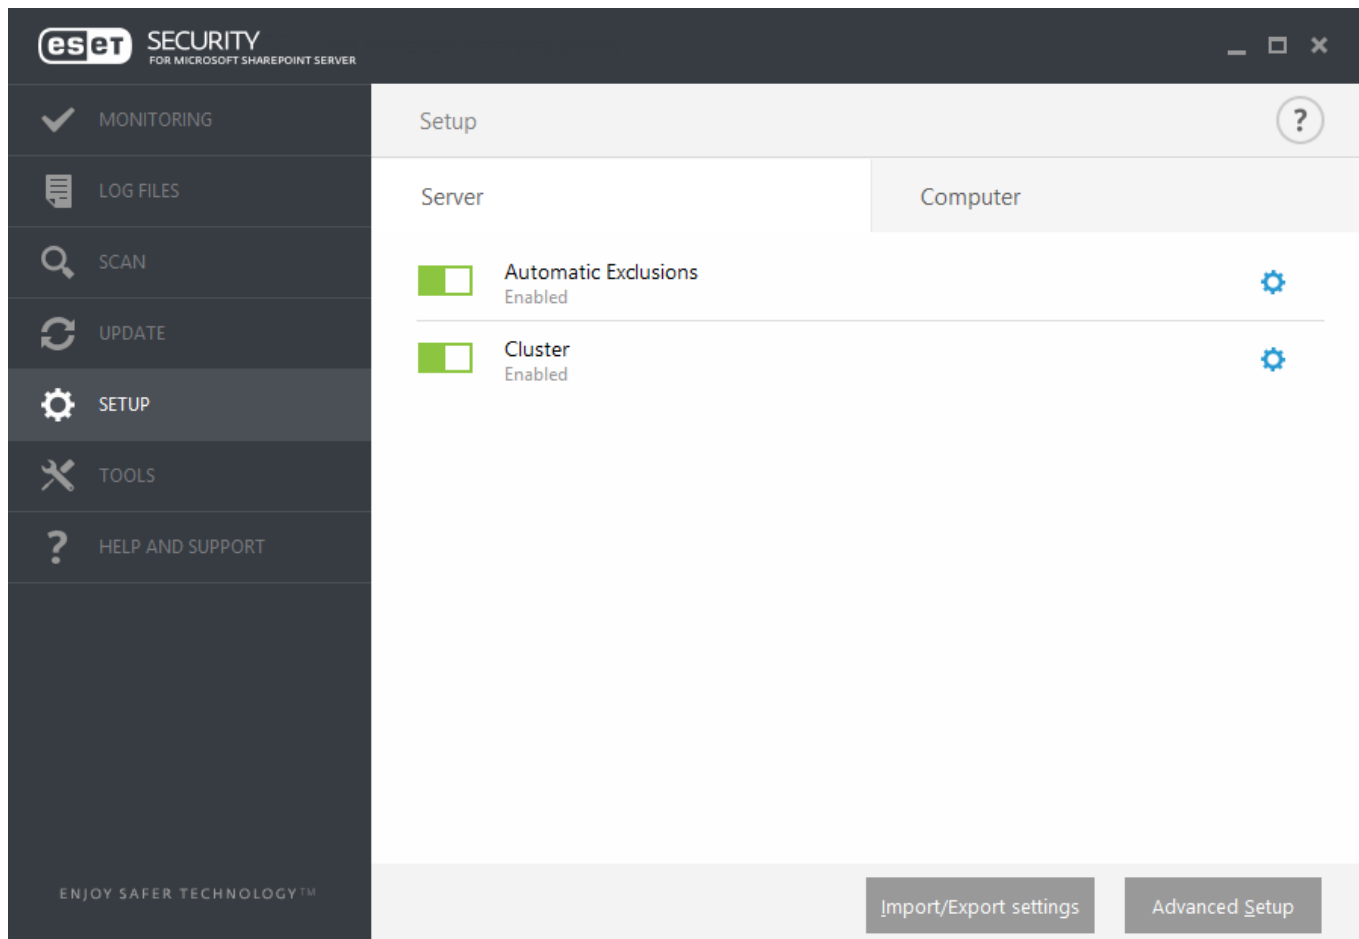 eset SECURITY
FOR MICROSOFT SHAREPOINT SERVER
MONITORING
LOG FILES
SCAN
UPDATE
SETUP
TOOLS
HELP AND SUPPORT
ENJOY SAFER TECHNOLOGY™
Setup
?
Server
Computer
Automatic Exclusions
Enabled
Cluster
Enabled
Import/Export settings
Advanced Setup